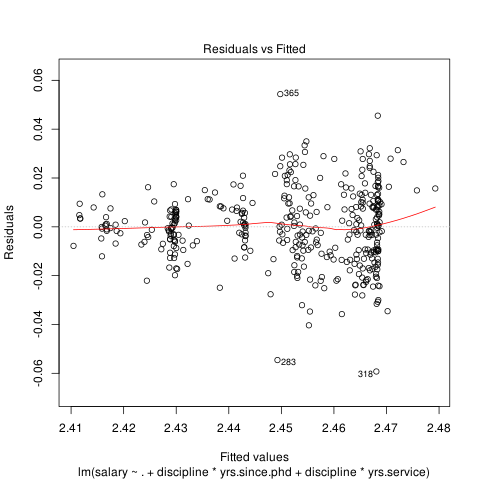 Residuals vs Fitted
Residuals
0.06
0.04
0.02
0.00
-0.02
-0.04
-0.06
365
283
318
2.41 2.42 2.43 2.44 2.45 2.46 2.47 2.48
Fitted values
lm(salary ~ . + discipline * yrs.since.phd + discipline * yrs.service)